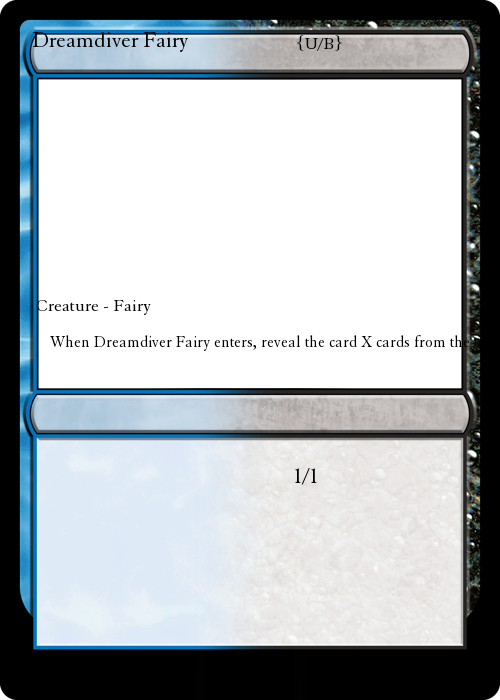 Dreamdiver Fairy {U/B}
Creature - Fairy
When Dreamdiver Fairy enters, reveal the card X cards from the
1/1